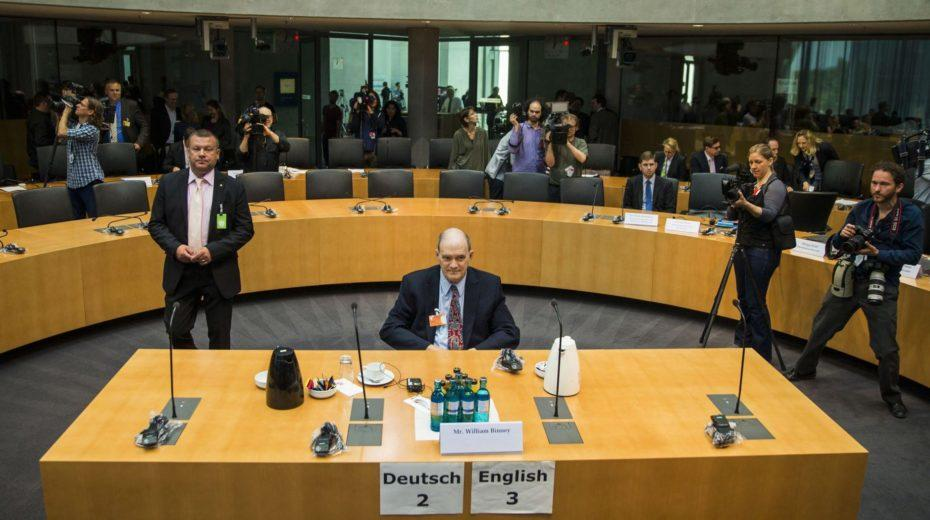 Mr. William Binney
Deutsch
2
English
3